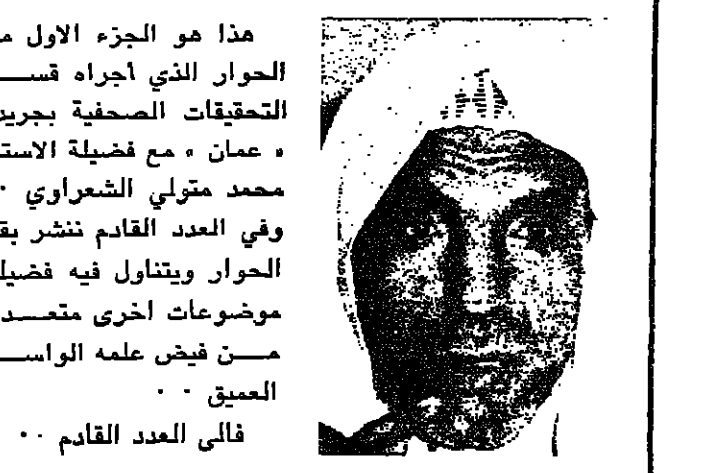 هذا هو الجزء الاول
الحوار الذي أجراه قســـ
التحقيقات الصحفية بجريد
« عمان » مع فضيلة الاست
محمد متولي الشعراوي ٠
وفي العدد القادم ننشر بق
الحوار ويتناول فيه فضيل
موضوعات اخرى متعـــد
مـــن فيض علمه الواســـ
العميق ٠ ٠
فالى العدد القادم ٠٠